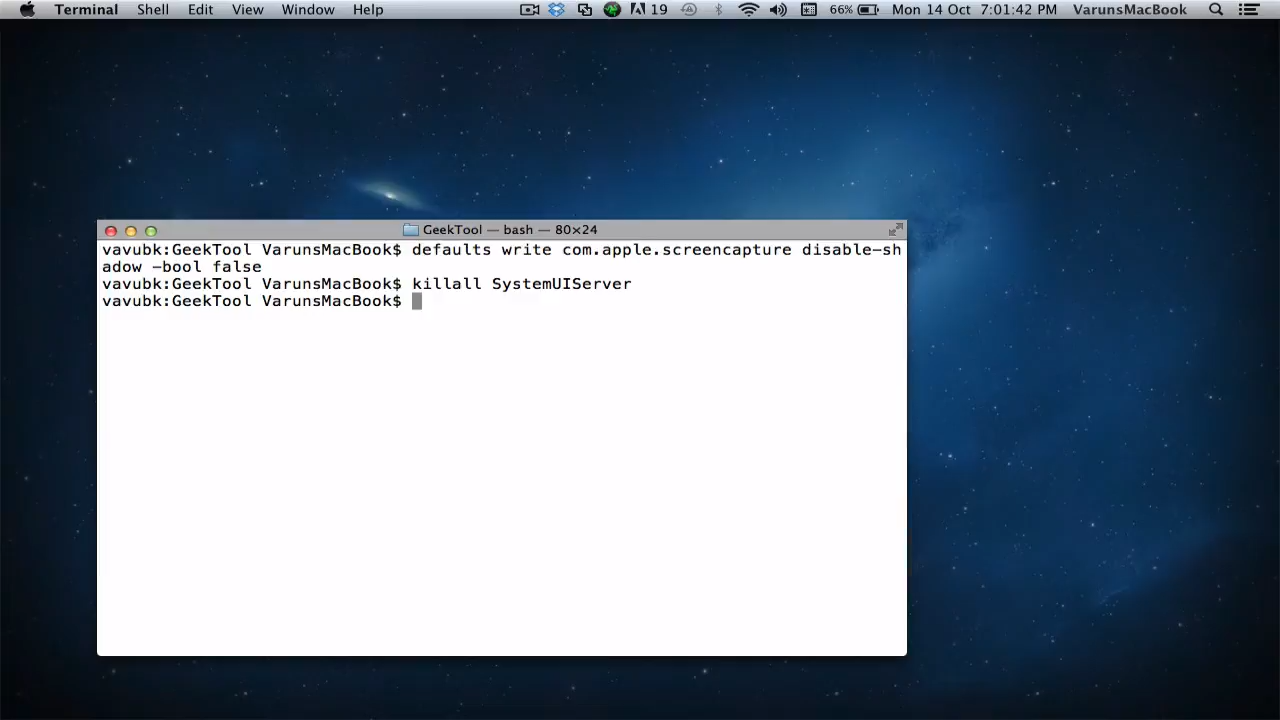 Terminal Shell Edit View Window Help 19 66% Mon 14 Oct 7:01:42 PM VarunsMacBook
GeekTool — bash — 80×24
vavubk:GeekTool VarunsMacBook$ defaults write com.apple.screencapture disable-sh
adow -bool false
vavubk:GeekTool VarunsMacBook$ killall SystemUIServer
vavubk:GeekTool VarunsMacBook$